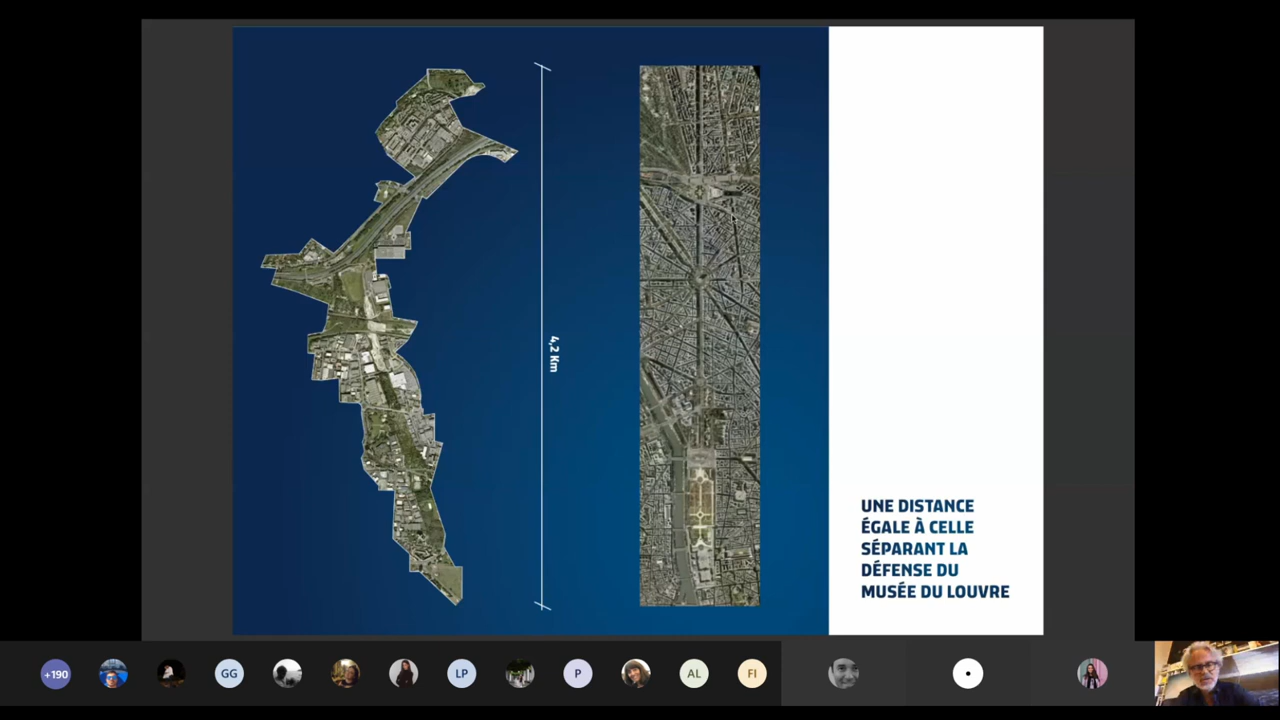 4,2 Km
UNE DISTANCE
ÉGALE À CELLE
SÉPARANT LA
DÉFENSE DU
MUSÉE DU LOUVRE
+190
GG
LP
P
AL
FI